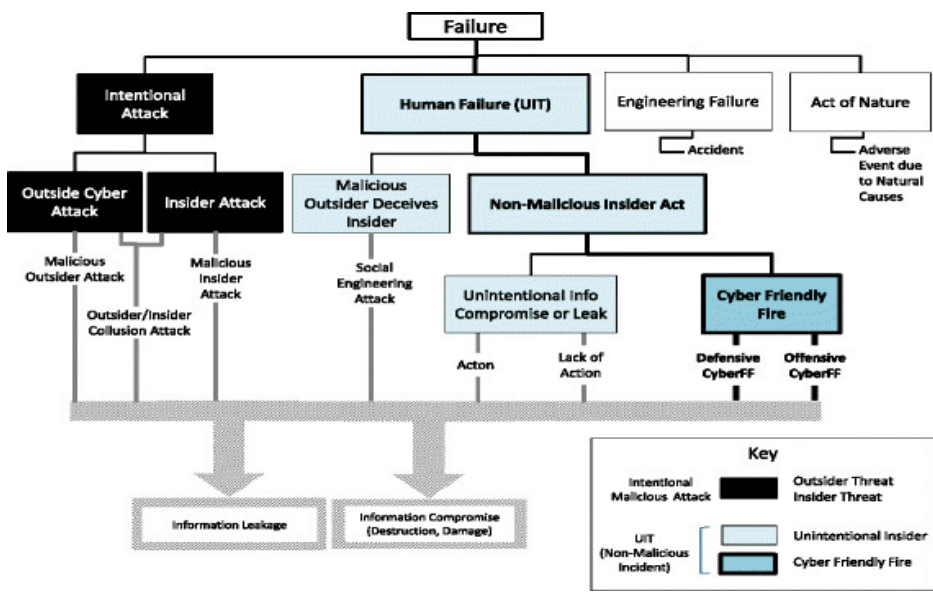 Failure
Intentional
Attack
Human Failure (UIT)
Engineering Failure
Act of Nature
Accident
Adverse
Event due
to Natural
Causes
Outside Cyber
Attack
Insider Attack
Malicious
Outsider Deceives
Insider
Non-Malicious Insider Act
Malicious
Outsider Attack
Malicious
Insider
Attack
Social
Engineering
Attack
Outsider/Insider
Collusion Attack
Unintentional Info
Compromise or Leak
Cyber Friendly
Fire
Acton
Lack of
Action
Defensive
CyberFF
Offensive
CyberFF
Information Leakage
Information Compromise
(Destruction, Damage)
Key
Intentional
Malicious Attack
Outsider Threat
Insider Threat
UIT
(Non-Malicious
Incident)
Unintentional Insider
Cyber Friendly Fire